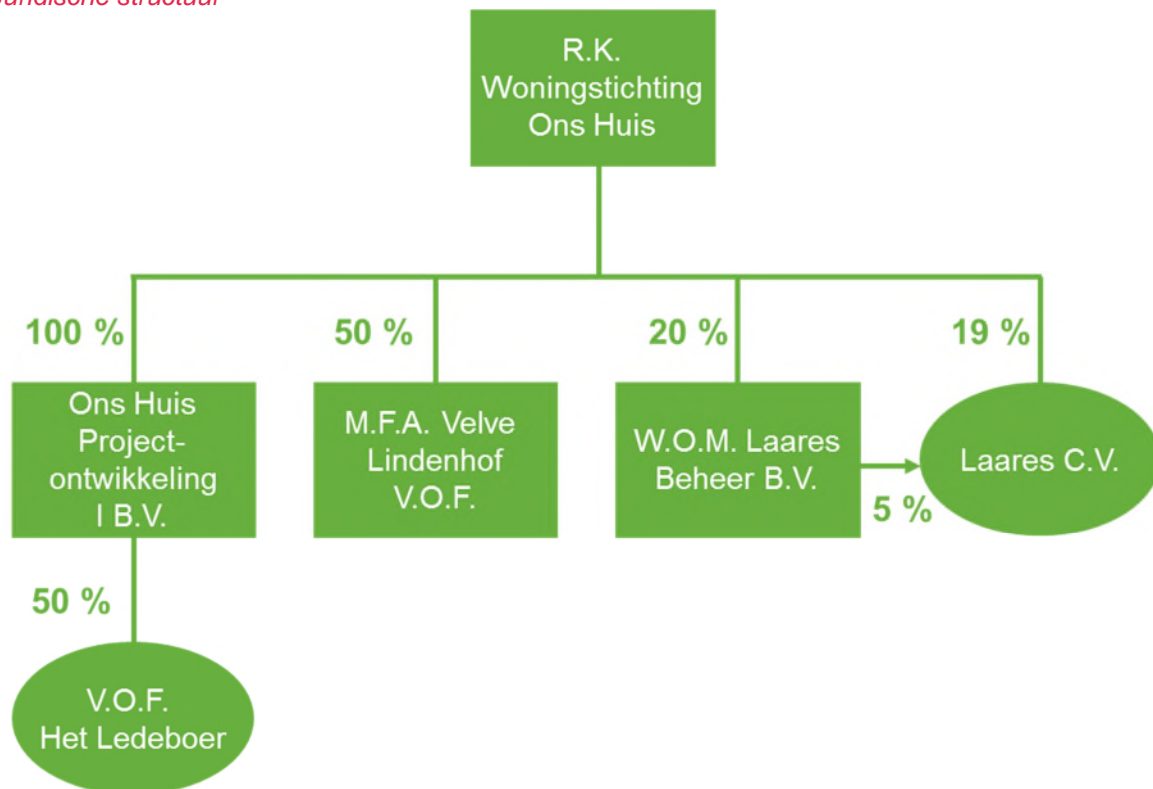 R.K.
Woningstichting
Ons Huis
100 %
50 %
20 %
19 %
Ons Huis
Project-
ontwikkeling
I B.V.
M.F.A. Velve
Lindenhof
V.O.F.
W.O.M. Laares
Beheer B.V.
Laares C.V.
5 %
50 %
V.O.F.
Het Ledeboer